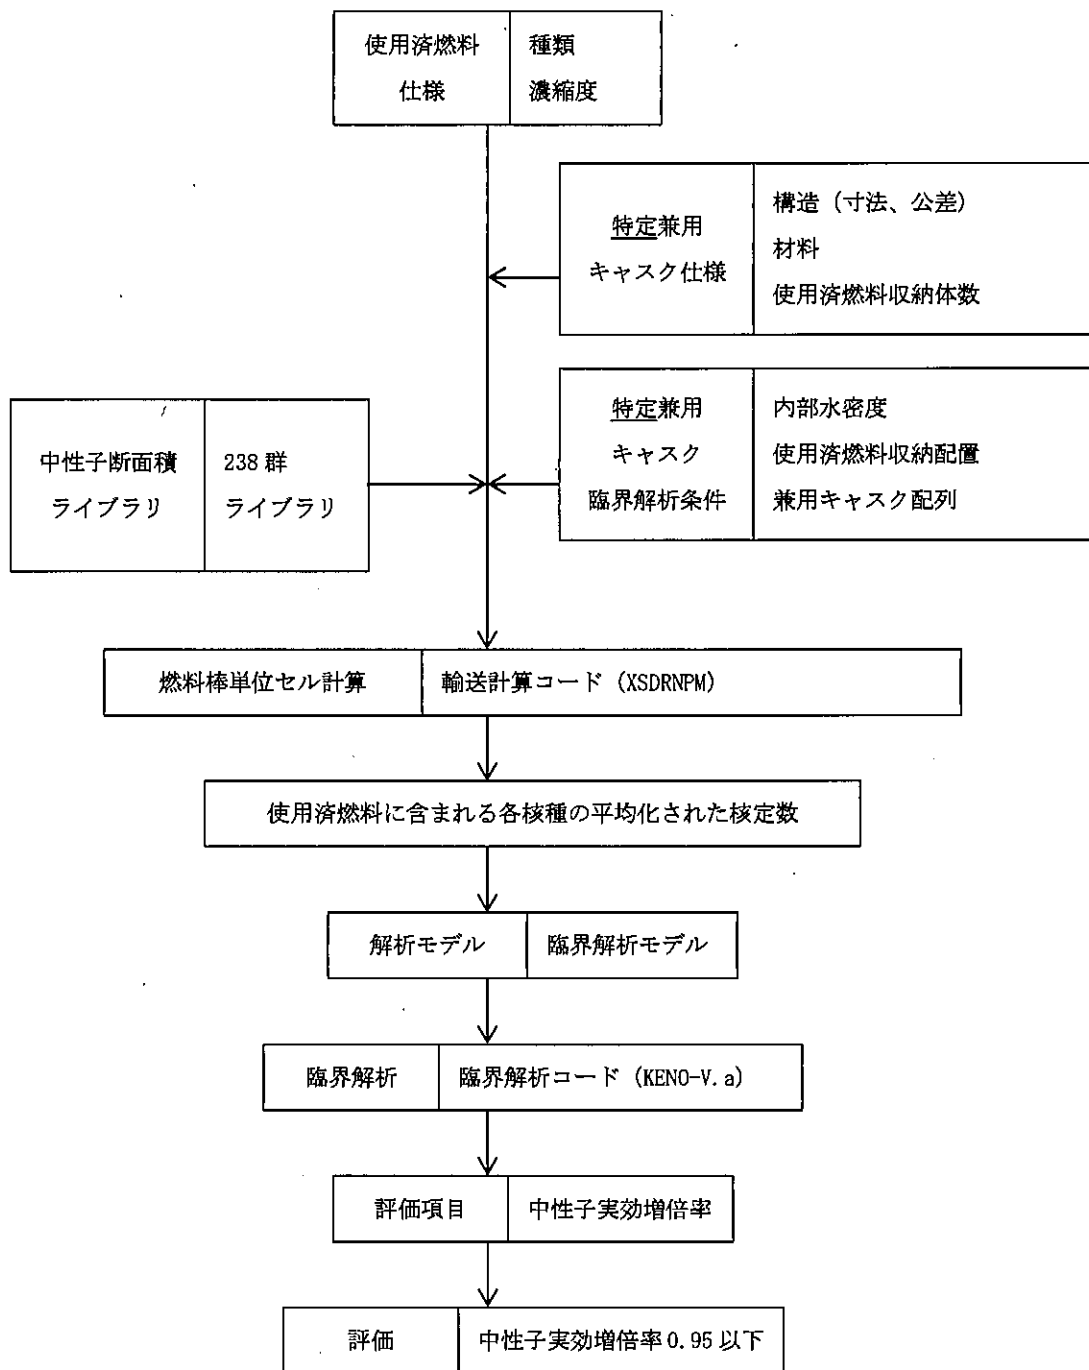 使用済燃料
仕様
種類
濃縮度
特定兼用
キャスク仕様
構造(寸法、公差)
材料
使用済燃料収納体数
中性子断面積
ライブラリ
238群
ライブラリ
特定兼用
キャスク
臨界解析条件
内部水密度
使用済燃料収納配置
兼用キャスク配列
燃料棒単位セル計算
輸送計算コード(XSDRNPM)
使用済燃料に含まれる各核種の平均化された核定数
解析モデル
臨界解析モデル
臨界解析
臨界解析コード(KENO-V.a)
評価項目
中性子実効増倍率
評価
中性子実効増倍率0.95以下